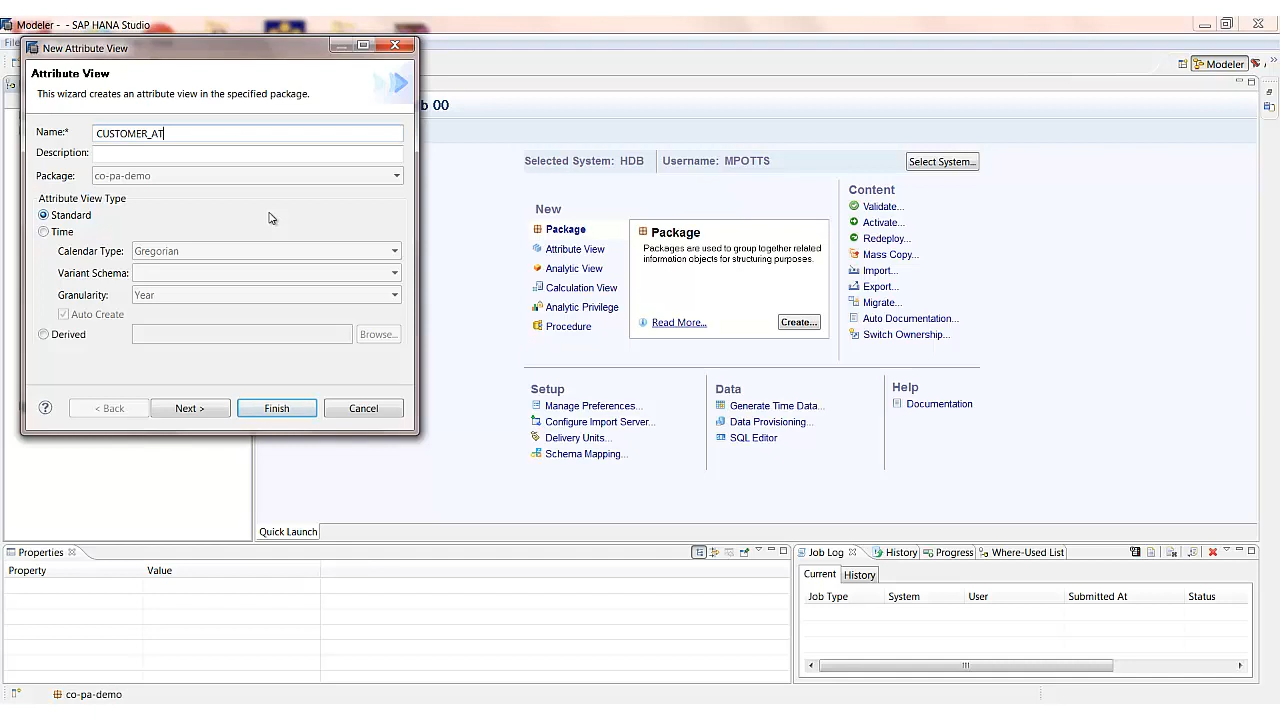 Modeler - - SAP HANA Studio
New Attribute View
Attribute View
This wizard creates an attribute view in the specified package.
Name:* CUSTOMER_AT
Description:
Package: co-pa-demo
Attribute View Type
Standard
Time
Calendar Type: Gregorian
Variant Schema:
Granularity: Year
Auto Create
Derived
Browse...
< Back
Next >
Finish
Cancel
Modeler
b 00
Selected System: HDB
Username: MPOTTS
Select System...
New
Package
Attribute View
Analytic View
Calculation View
Analytic Privilege
Procedure
Package
Packages are used to group together related
information objects for structuring purposes.
Read More...
Create...
Content
Validate...
Activate...
Redeploy...
Mass Copy...
Import...
Export...
Migrate...
Auto Documentation...
Switch Ownership...
Setup
Manage Preferences...
Configure Import Server...
Delivery Units...
Schema Mapping...
Data
Generate Time Data...
Data Provisioning...
SQL Editor
Help
Documentation
Quick Launch
Properties
Property Value
Job Log
History
Progress
Where-Used List
Current
History
Job Type System User Submitted At Status
co-pa-demo